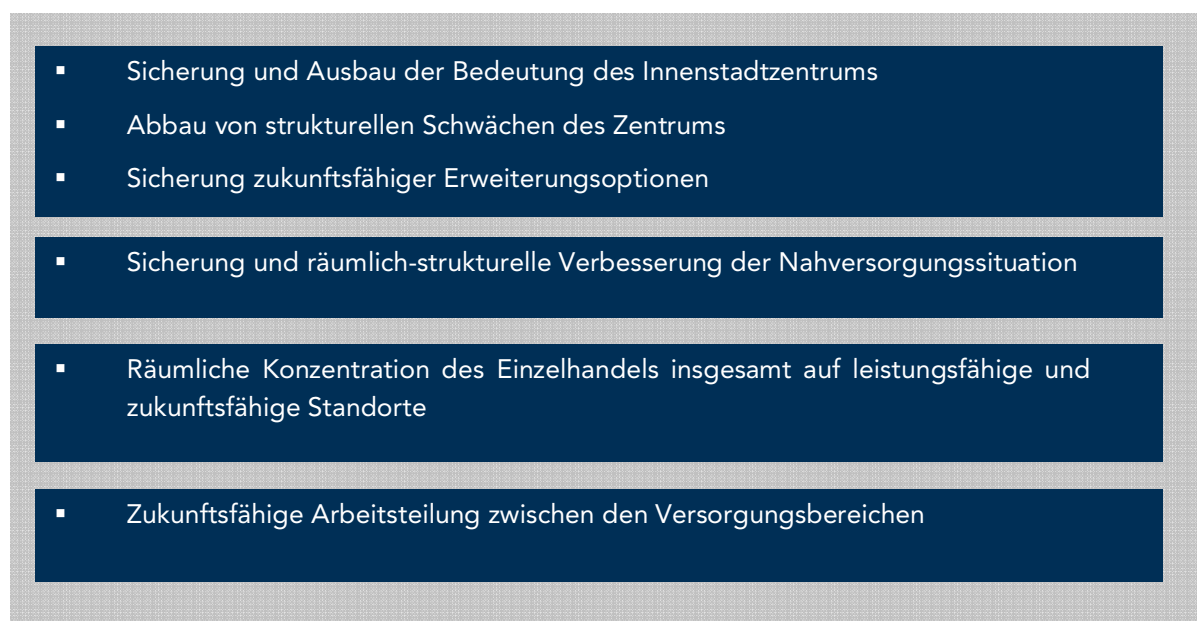 ▪ Sicherung und Ausbau der Bedeutung des Innenstadtzentrums
▪ Abbau von strukturellen Schwächen des Zentrums
▪ Sicherung zukunftsfähiger Erweiterungsoptionen
▪ Sicherung und räumlich-strukturelle Verbesserung der Nahversorgungssituation
▪ Räumliche Konzentration des Einzelhandels insgesamt auf leistungsfähige und
zukunftsfähige Standorte
▪ Zukunftsfähige Arbeitsteilung zwischen den Versorgungsbereichen